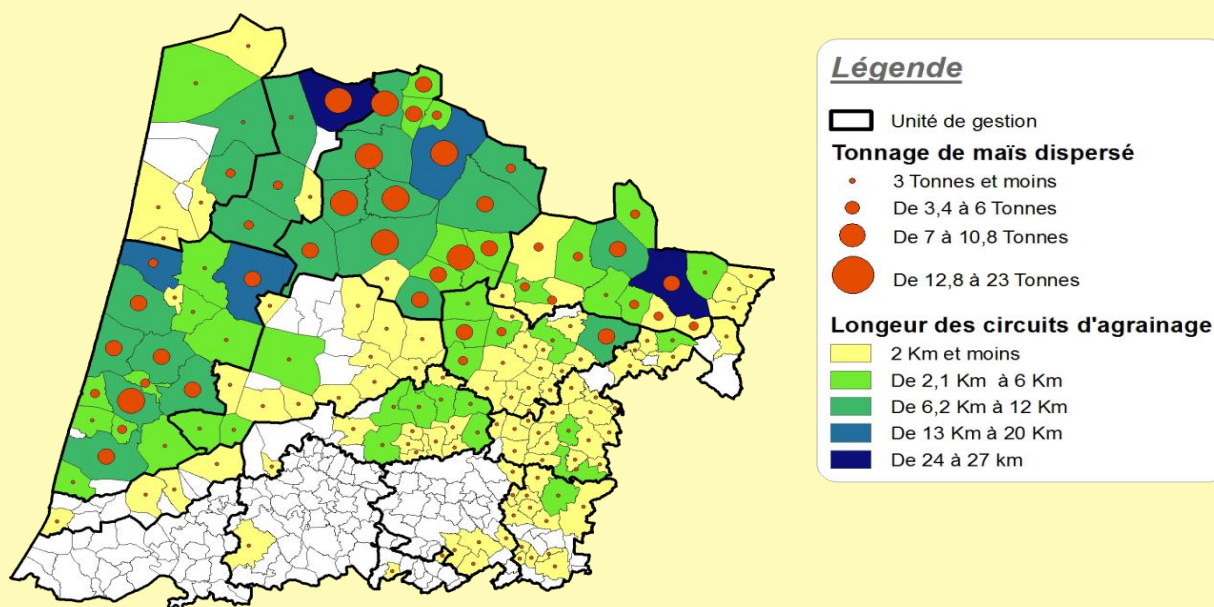 Légende
Unité de gestion
Tonnage de maïs dispersé
3 Tonnes et moins
De 3,4 à 6 Tonnes
De 7 à 10,8 Tonnes
De 12,8 à 23 Tonnes
Longeur des circuits d'agrainage
2 Km et moins
De 2,1 Km à 6 Km
De 6,2 Km à 12 Km
De 13 Km à 20 Km
De 24 à 27 km